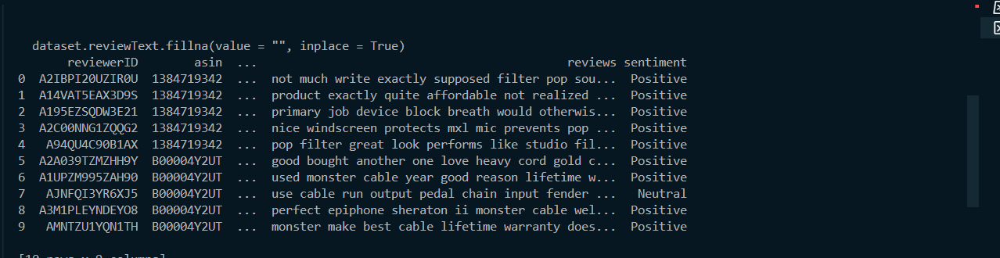 dataset.reviewText.fillna(value = "", inplace = True)
reviewerID asin ... reviews sentiment
0 A2IBPI20UZIR0U 1384719342 ... not much write exactly supposed filter pop sou... Positive
1 A14VAT5EAX3D9S 1384719342 ... product exactly quite affordable not realized ... Positive
2 A195EZSQDW3E21 1384719342 ... primary job device block breath would otherwis... Positive
3 A2C00NNG1ZQQG2 1384719342 ... nice windscreen protects mxl mic prevents pop ... Positive
4 A94QU4C90B1AX 1384719342 ... pop filter great look performs like studio fil... Positive
5 A2A039TZMZHH9Y B00004Y2UT ... good bought another one love heavy cord gold c... Positive
6 A1UPZM995ZAH90 B00004Y2UT ... used monster cable year good reason lifetime w... Positive
7 AJNFQI3YR6XJ5 B00004Y2UT ... use cable run output pedal chain input fender ... Neutral
8 A3M1PLEYNDEYO8 B00004Y2UT ... perfect epiphone sheraton ii monster cable wel... Positive
9 AMNTZU1YQN1TH B00004Y2UT ... monster make best cable lifetime warranty does... Positive
[10 rows x 9 columns]